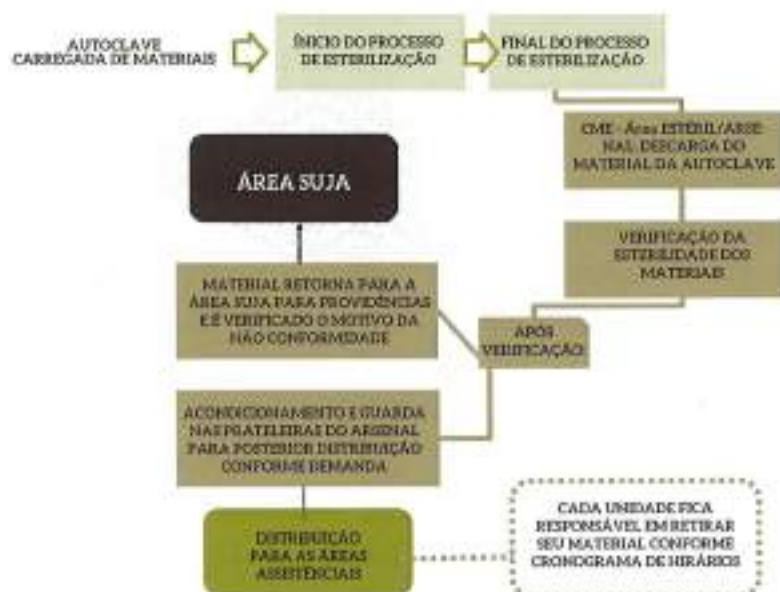 AUTOCLAVE
CARREGADA DE MATERIAIS
ÍNICIO DO PROCESSO
DE ESTERILIZAÇÃO
FINAL DO PROCESSO
DE ESTERILIZAÇÃO
CME - Área ESTÉRIL/ARSE
NAL: DESCARGA DO
MATERIAL DA AUTOCLAVE
VERIFICAÇÃO DA
ESTERILIDADE DOS
MATERIAIS
APÓS
VERIFICAÇÃO
ÁREA SUJA
MATERIAL RETORNA PARA A
ÁREA SUJA PARA PROVIDÊNCIAS
E É VERIFICADO O MOTIVO DA
NÃO CONFORMIDADE
ACONDICIONAMENTO E GUARDA
NAS PRATELEIRAS DO ARSENAL
PARA POSTERIOR DISTRIBUIÇÃO
CONFORME DEMANDA
DISTRIBUIÇÃO
PARA AS ÁREAS
ASSISTÊNCIAIS
CADA UNIDADE FICA
RESPONSÁVEL EM RETIRAR
SEU MATERIAL CONFORME
CRONOGRAMA DE HIRÁRIOS